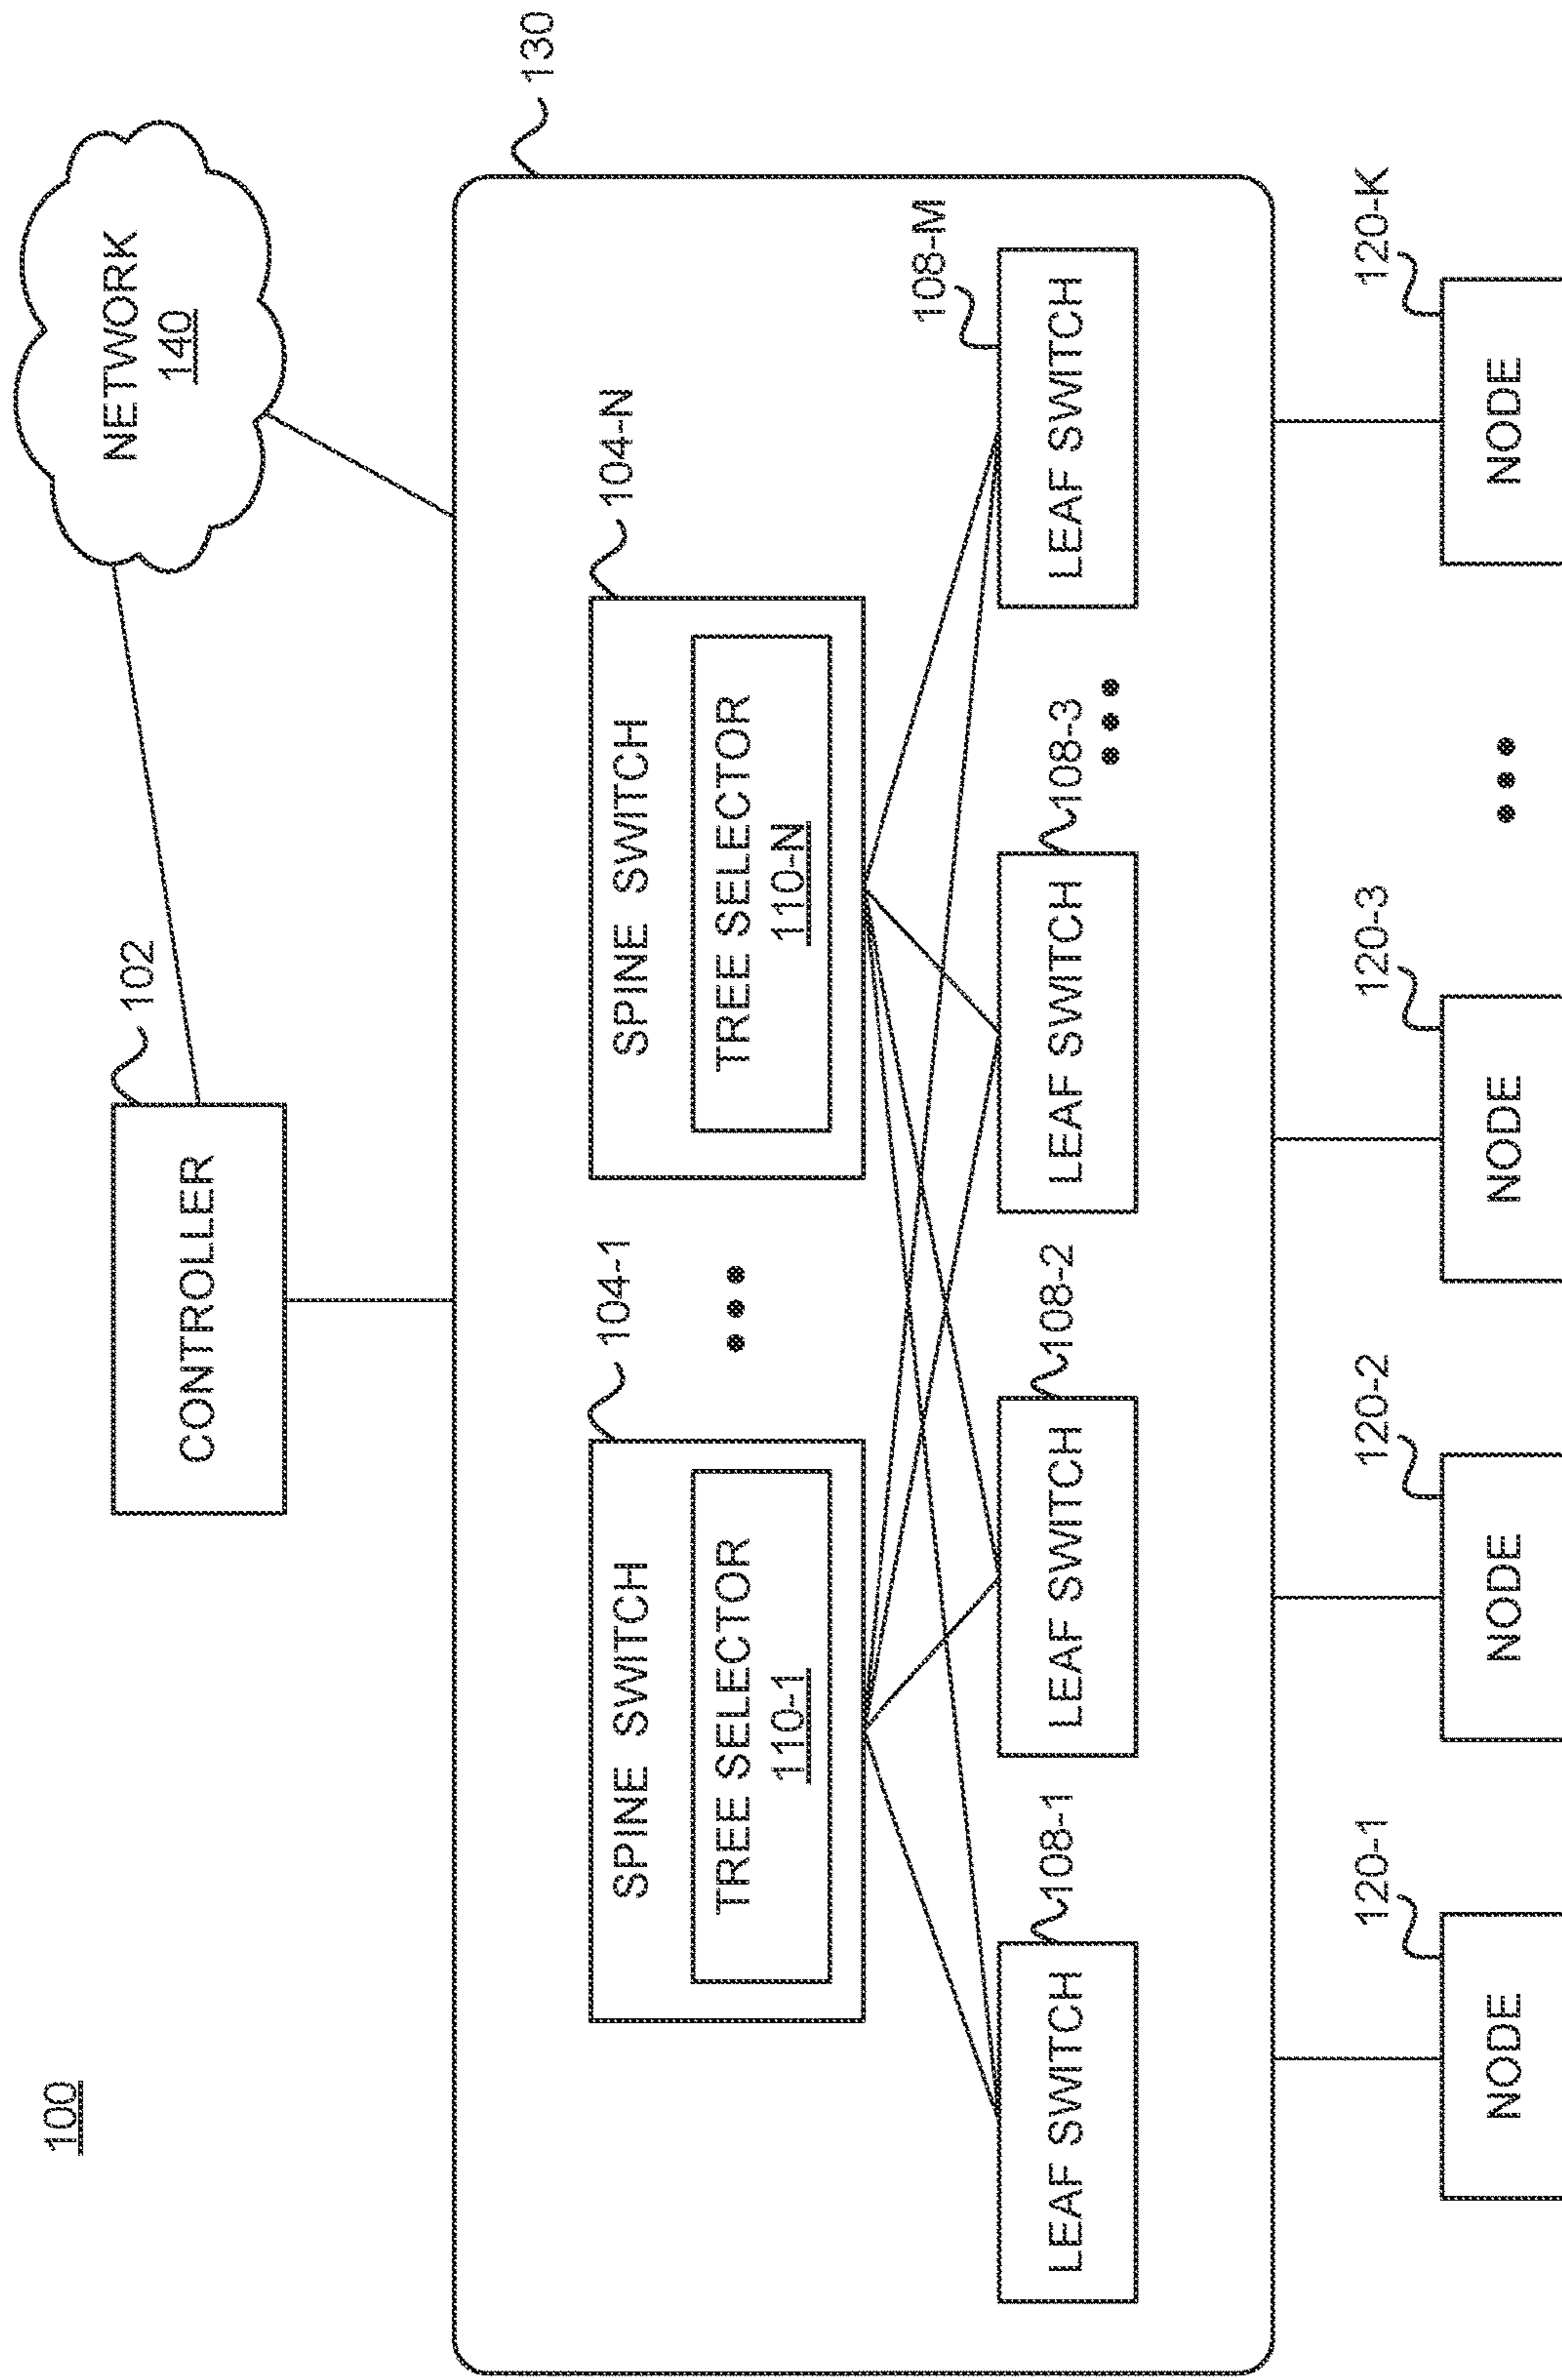 100
NETWORK
140
102
CONTROLLER
130
104-1
104-N
SPINE SWITCH
SPINE SWITCH
TREE SELECTOR
110-1
TREE SELECTOR
110-N
108-M
LEAF SWITCH
108-1
LEAF SWITCH
108-2
LEAF SWITCH
108-3
LEAF SWITCH
120-1
120-2
120-3
120-K
NODE
NODE
NODE
NODE